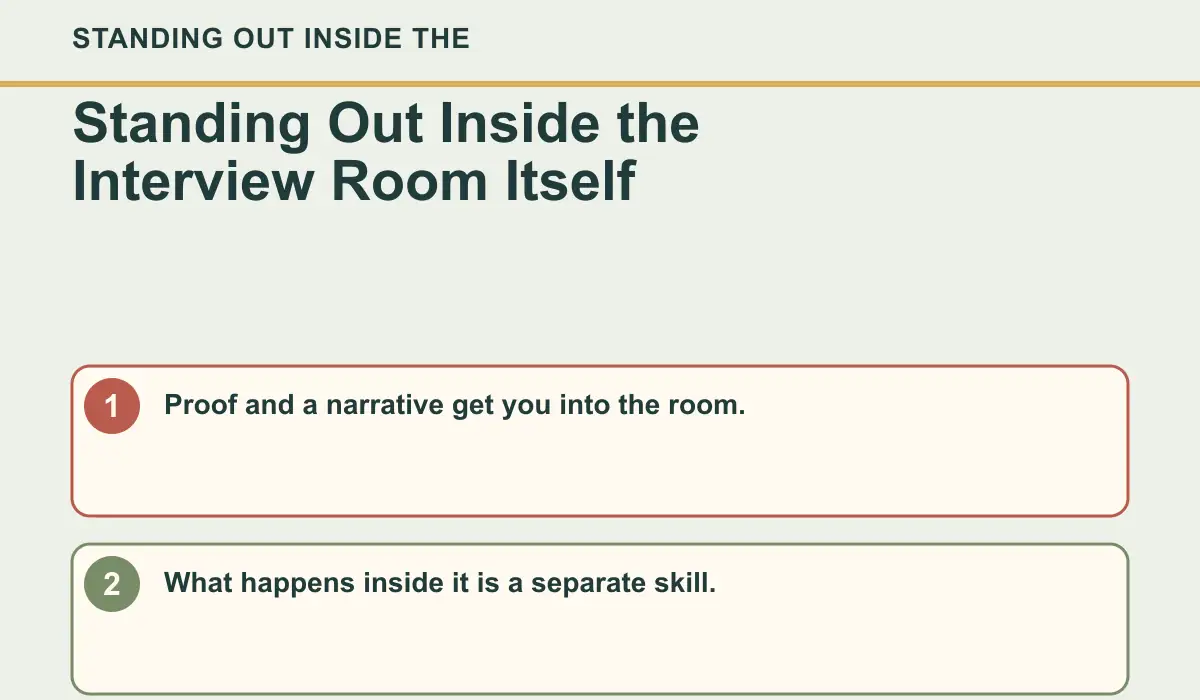 STANDING OUT INSIDE THE
Standing Out Inside the
Interview Room Itself
1
Proof and a narrative get you into the room.
2
What happens inside it is a separate skill.